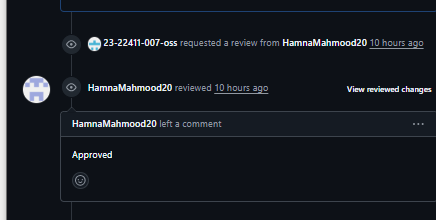 23-22411-007-oss requested a review from HamnaMahmood20 10 hours ago
HamnaMahmood20 reviewed 10 hours ago
View reviewed changes
HamnaMahmood20 left a comment
Approved